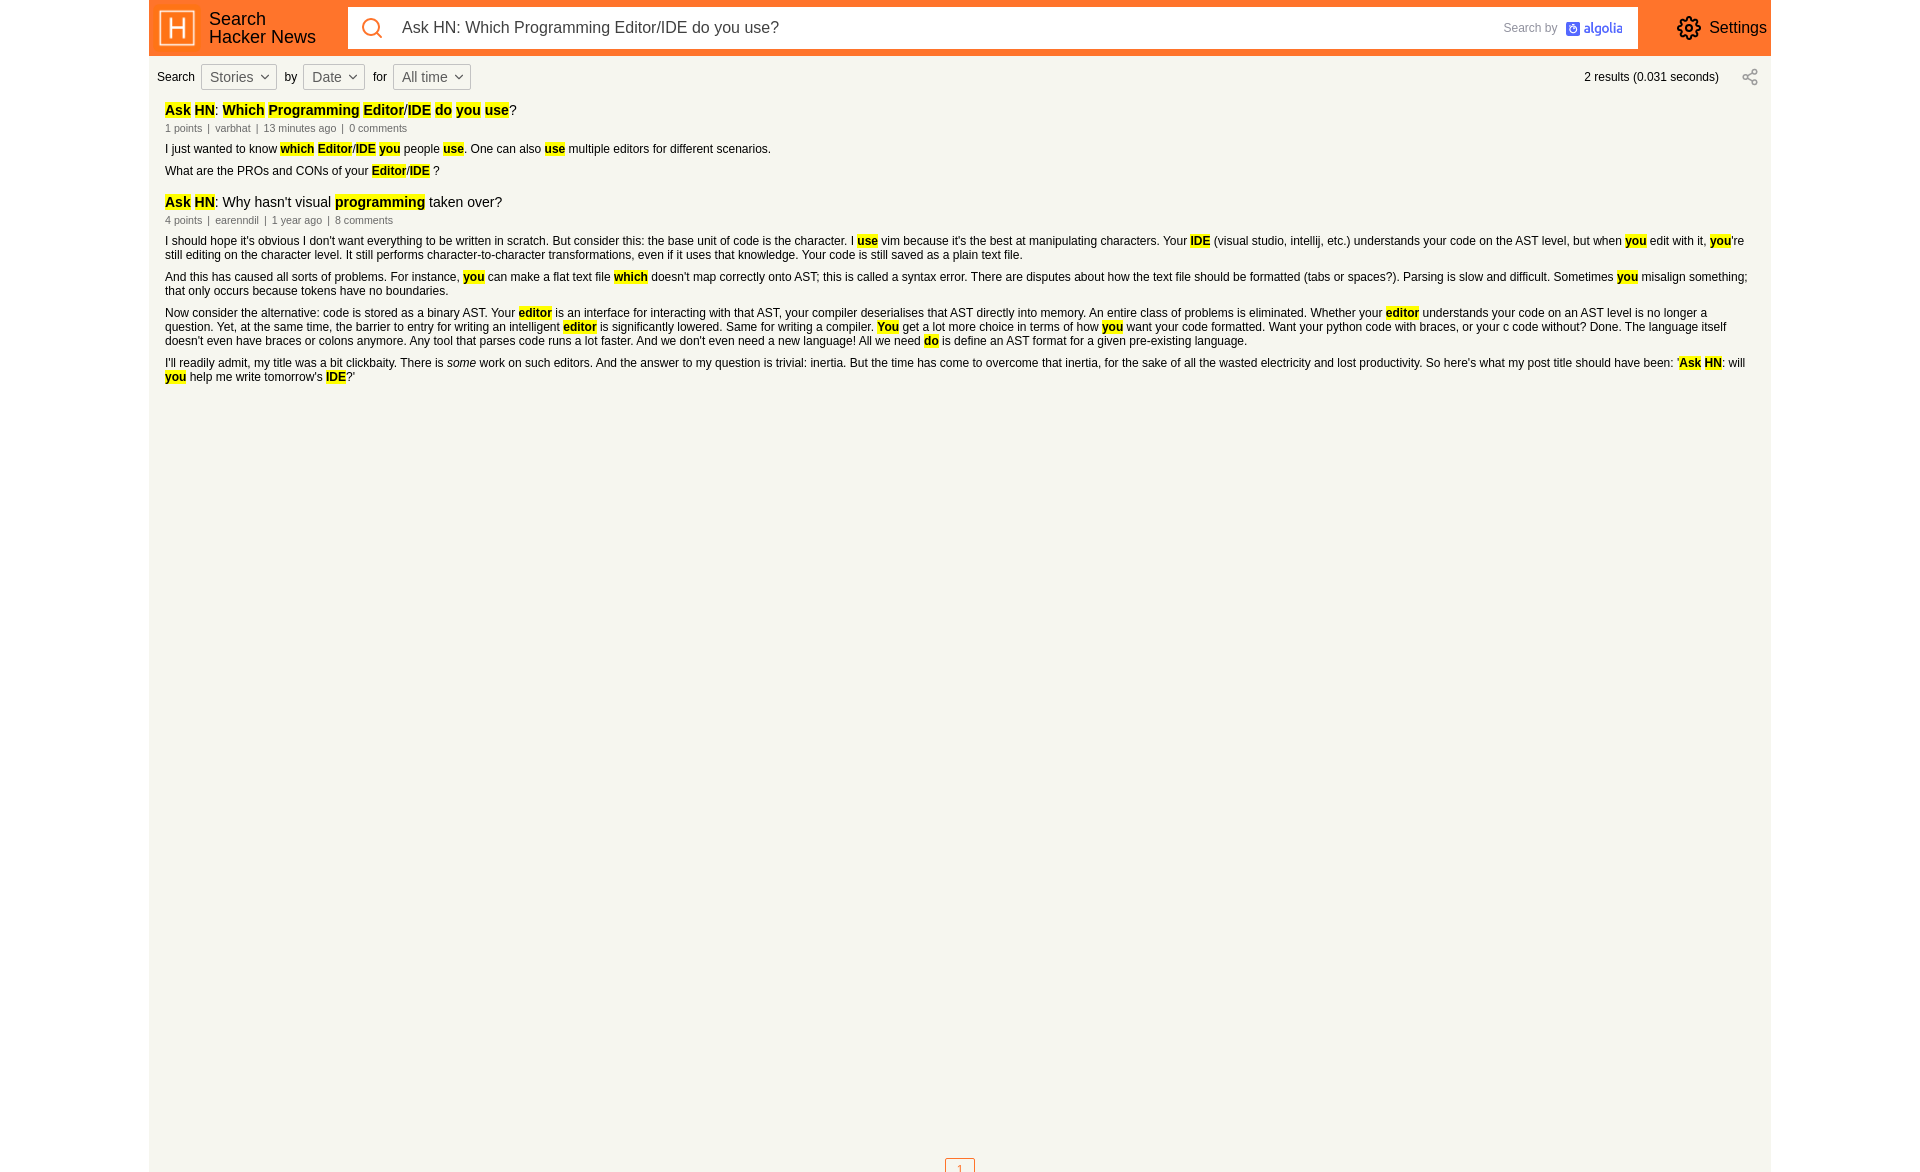 H
Search
Hacker News
Ask HN: Which Programming Editor/IDE do you use?
Search by algolia
Settings
Search Stories by Date for All time
2 results (0.031 seconds)
Ask HN: Which Programming Editor/IDE do you use?
1 points | varbhat | 13 minutes ago | 0 comments
I just wanted to know which Editor/IDE you people use. One can also use multiple editors for different scenarios.
What are the PROs and CONs of your Editor/IDE ?
Ask HN: Why hasn't visual programming taken over?
4 points | earenndil | 1 year ago | 8 comments
I should hope it's obvious I don't want everything to be written in scratch. But consider this: the base unit of code is the character. I use vim because it's the best at manipulating characters. Your IDE (visual studio, intellij, etc.) understands your code on the AST level, but when you edit with it, you're
still editing on the character level. It still performs character-to-character transformations, even if it uses that knowledge. Your code is still saved as a plain text file.
And this has caused all sorts of problems. For instance, you can make a flat text file which doesn't map correctly onto AST; this is called a syntax error. There are disputes about how the text file should be formatted (tabs or spaces?). Parsing is slow and difficult. Sometimes you misalign something;
that only occurs because tokens have no boundaries.
Now consider the alternative: code is stored as a binary AST. Your editor is an interface for interacting with that AST, your compiler deserialises that AST directly into memory. An entire class of problems is eliminated. Whether your editor understands your code on an AST level is no longer a
question. Yet, at the same time, the barrier to entry for writing an intelligent editor is significantly lowered. Same for writing a compiler. You get a lot more choice in terms of how you want your code formatted. Want your python code with braces, or your c code without? Done. The language itself
doesn't even have braces or colons anymore. Any tool that parses code runs a lot faster. And we don't even need a new language! All we need do is define an AST format for a given pre-existing language.
I'll readily admit, my title was a bit clickbaity. There is some work on such editors. And the answer to my question is trivial: inertia. But the time has come to overcome that inertia, for the sake of all the wasted electricity and lost productivity. So here's what my post title should have been: 'Ask HN: will
you help me write tomorrow's IDE?'
1